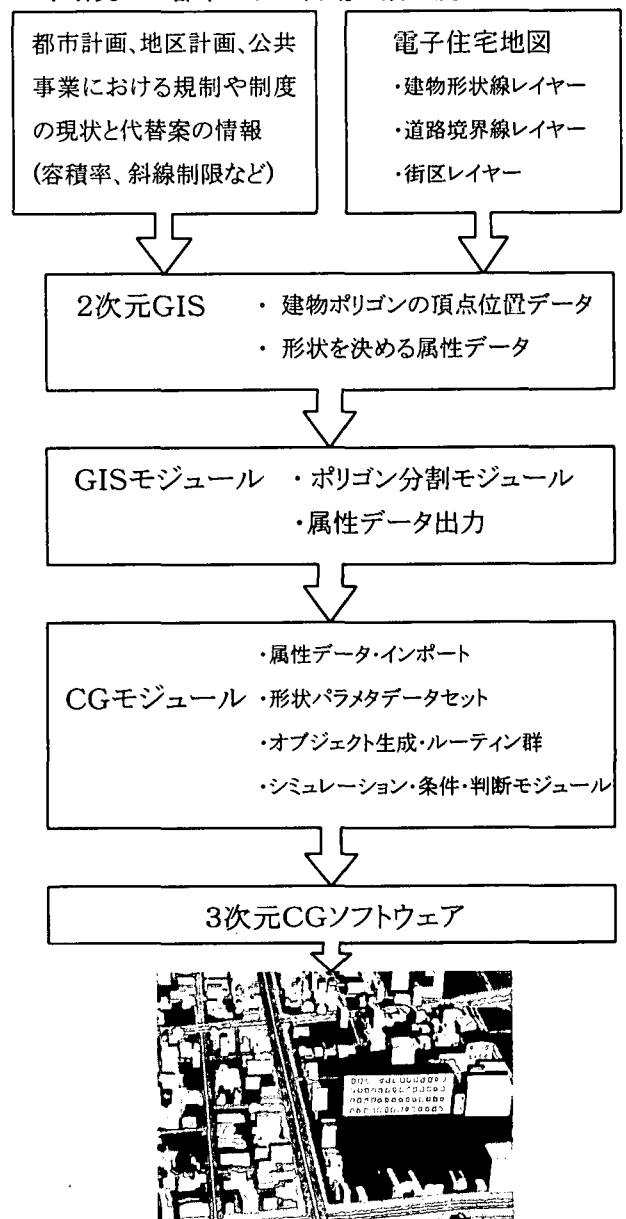 都市計画、地区計画、公共
事業における規制や制度
の現状と代替案の情報
(容積率、斜線制限など)
電子住宅地図
・建物形状線レイヤー
・道路境界線レイヤー
・街区レイヤー
2次元GIS ・ 建物ポリゴンの頂点位置データ
・ 形状を決める属性データ
GISモジュール ・ポリゴン分割モジュール
・属性データ出力
・属性データ・インポート
CGモジュール ・形状パラメタデータセット
・オブジェクト生成・ルーティン群
・シミュレーション・条件・判断モジュール
3次元CGソフトウェア